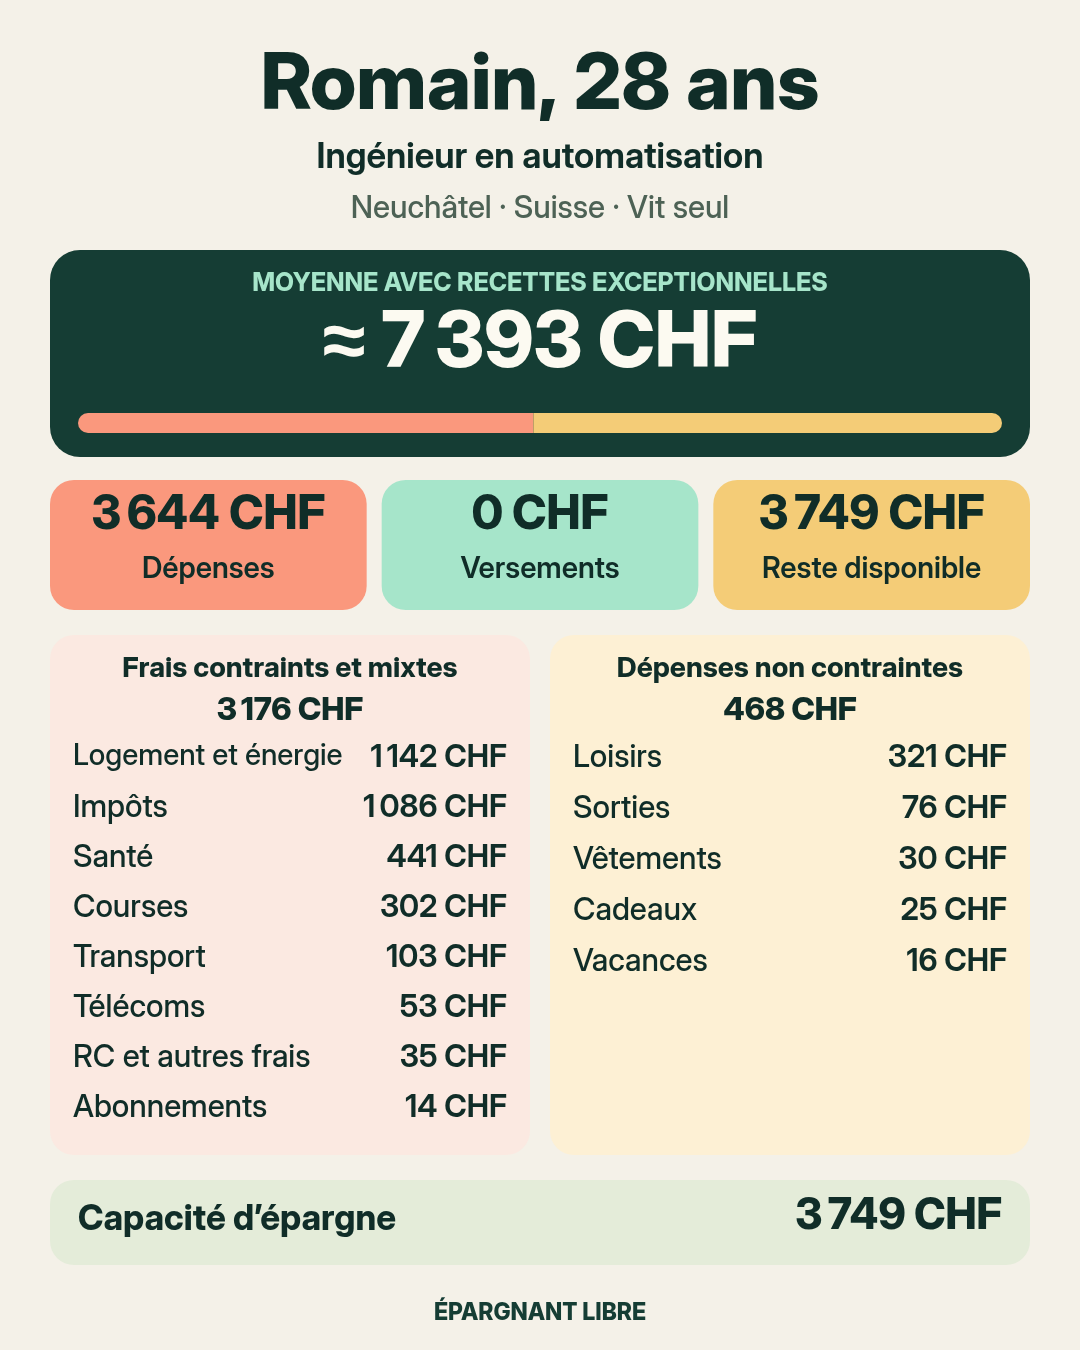 Romain, 28 ans
Ingénieur en automatisation
Neuchâtel · Suisse · Vit seul
MOYENNE AVEC RECETTES EXCEPTIONNELLES
≈ 7 393 CHF
3 644 CHF
Dépenses
0 CHF
Versements
3 749 CHF
Reste disponible
Frais contraints et mixtes
3 176 CHF
Logement et énergie 1 142 CHF
Impôts 1 086 CHF
Santé 441 CHF
Courses 302 CHF
Transport 103 CHF
Télécoms 53 CHF
RC et autres frais 35 CHF
Abonnements 14 CHF
Dépenses non contraintes
468 CHF
Loisirs 321 CHF
Sorties 76 CHF
Vêtements 30 CHF
Cadeaux 25 CHF
Vacances 16 CHF
Capacité d’épargne 3 749 CHF
ÉPARGNANT LIBRE